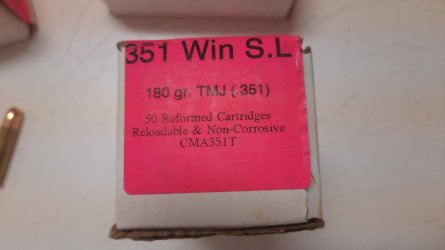 351 Win S.L
180 gr. TMJ (.351)
50 Reformed Cartridges
Reloadable & Non-Corrosive
CMA351T